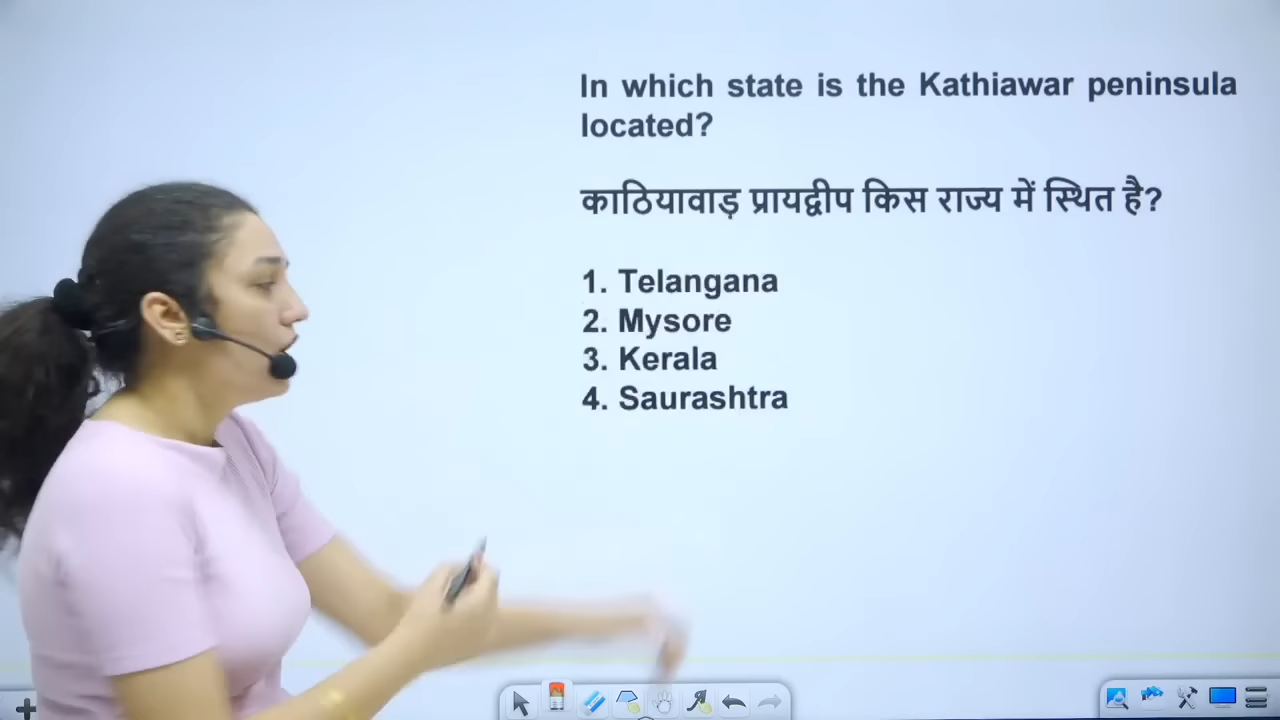 In which state is the Kathiawar peninsula
located?
काठियावाड़ प्रायद्वीप किस राज्य में स्थित है?
1. Telangana
2. Mysore
3. Kerala
4. Saurashtra